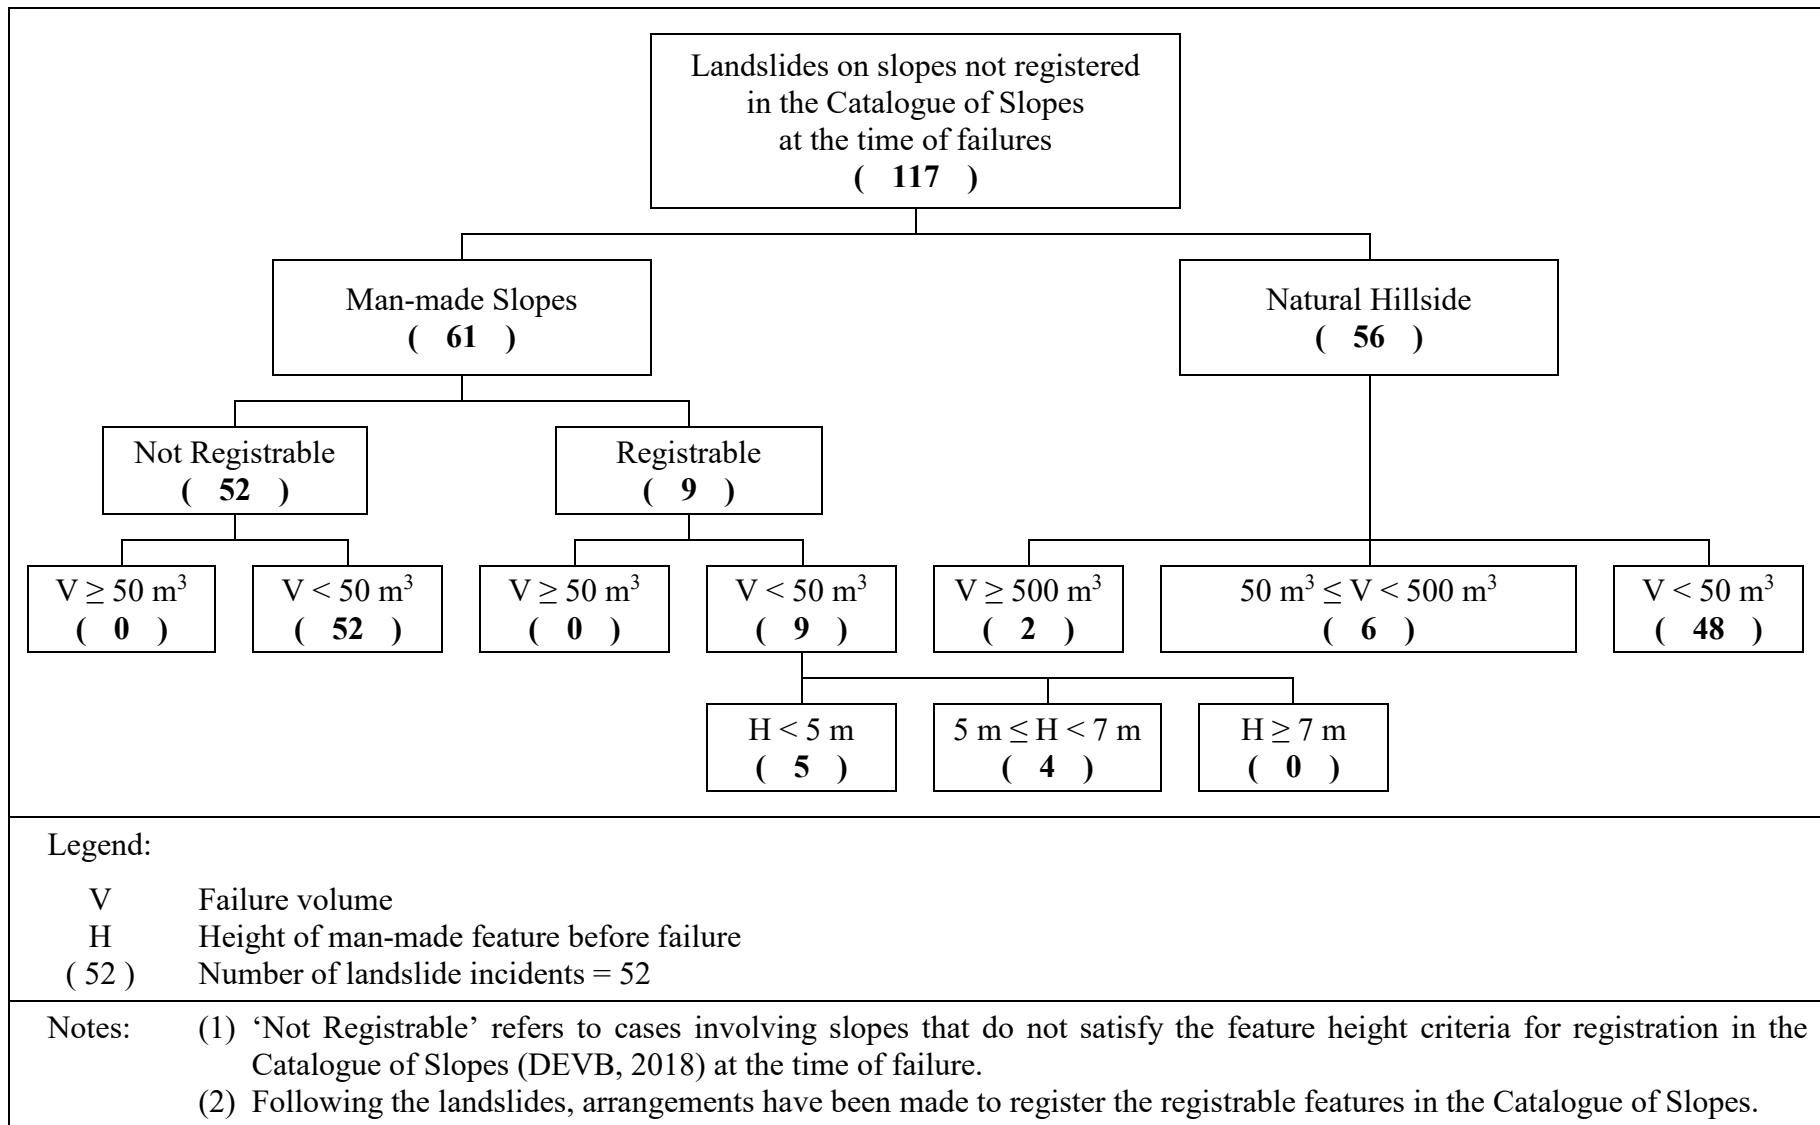 Landslides on slopes not registered
in the Catalogue of Slopes
at the time of failures
( 117 )
Man-made Slopes
( 61 )
Natural Hillside
( 56 )
Not Registrable
( 52 )
Registrable
( 9 )
V ≥ 50 m³
( 0 )
V < 50 m³
( 52 )
V ≥ 50 m³
( 0 )
V < 50 m³
( 9 )
V ≥ 500 m³
( 2 )
50 m³ ≤ V < 500 m³
( 6 )
V < 50 m³
( 48 )
H < 5 m
( 5 )
5 m ≤ H < 7 m
( 4 )
H ≥ 7 m
( 0 )
Legend:
V Failure volume
H Height of man-made feature before failure
( 52 ) Number of landslide incidents = 52
Notes: (1) ‘Not Registrable’ refers to cases involving slopes that do not satisfy the feature height criteria for registration in the
Catalogue of Slopes (DEVB, 2018) at the time of failure.
(2) Following the landslides, arrangements have been made to register the registrable features in the Catalogue of Slopes.